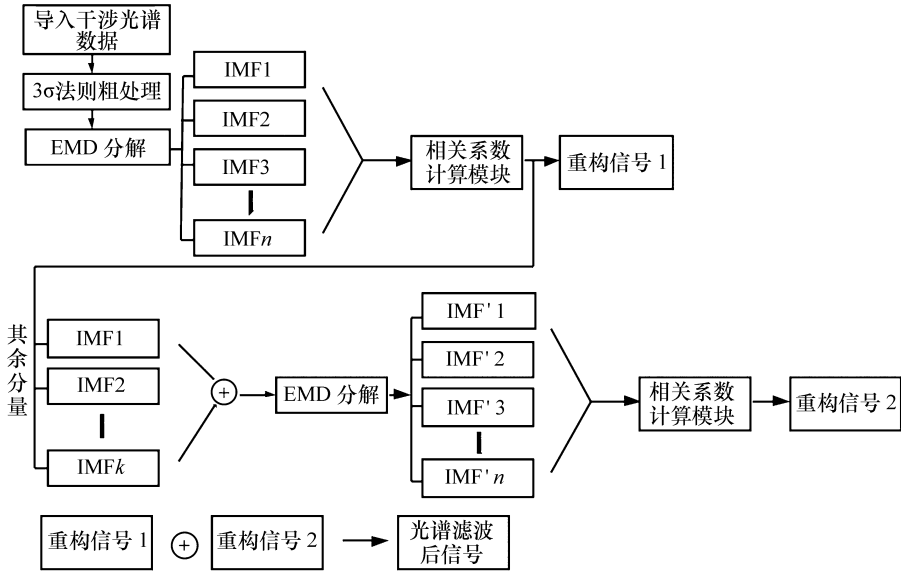 导入干涉光谱
数据
3σ法则粗处理
EMD 分解
IMF1
IMF2
IMF3
IMFn
相关系数
计算模块
重构信号 1
其余分量
IMF1
IMF2
IMFk
+
EMD 分解
IMF' 1
IMF' 2
IMF' 3
IMF' n
相关系数
计算模块
重构信号 2
重构信号 1
+
重构信号 2
光谱滤波
后信号